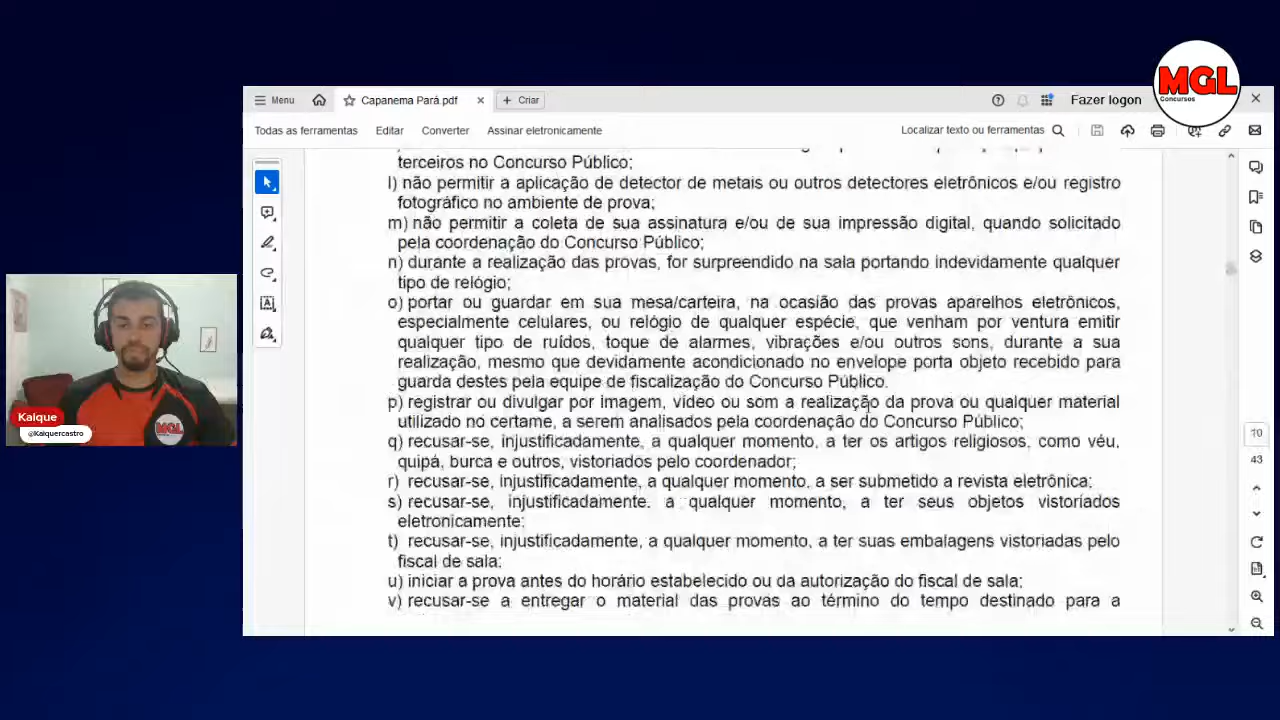 MGL
Concursos
Menu
Capanema Pará.pdf
Criar
Fazer logon
Todas as ferramentas
Editar
Converter
Assinar eletronicamente
Localizar texto ou ferramentas
terceiros no Concurso Público;
l) não permitir a aplicação de detector de metais ou outros detectores eletrônicos e/ou registro
fotográfico no ambiente de prova;
m) não permitir a coleta de sua assinatura e/ou de sua impressão digital, quando solicitado
pela coordenação do Concurso Público;
n) durante a realização das provas, for surpreendido na sala portando indevidamente qualquer
tipo de relógio;
o) portar ou guardar em sua mesa/carteira, na ocasião das provas aparelhos eletrônicos,
especialmente celulares, ou relógio de qualquer espécie, que venham por ventura emitir
qualquer tipo de ruídos, toque de alarmes, vibrações e/ou outros sons, durante a sua
realização, mesmo que devidamente acondicionado no envelope porta objeto recebido para
guarda destes pela equipe de fiscalização do Concurso Público.
p) registrar ou divulgar por imagem, vídeo ou som a realização da prova ou qualquer material
utilizado no certame, a serem analisados pela coordenação do Concurso Público;
q) recusar-se, injustificadamente, a qualquer momento, a ter os artigos religiosos, como véu,
quipá, burca e outros, vistoriados pelo coordenador;
r) recusar-se, injustificadamente, a qualquer momento, a ser submetido a revista eletrônica;
s) recusar-se, injustificadamente, a qualquer momento, a ter seus objetos vistoriados
eletronicamente;
t) recusar-se, injustificadamente, a qualquer momento, a ter suas embalagens vistoriadas pelo
fiscal de sala;
u) iniciar a prova antes do horário estabelecido ou da autorização do fiscal de sala;
v) recusar-se a entregar o material das provas ao término do tempo destinado para a
10
43
MGL
Kaique
@Kaiquercastro